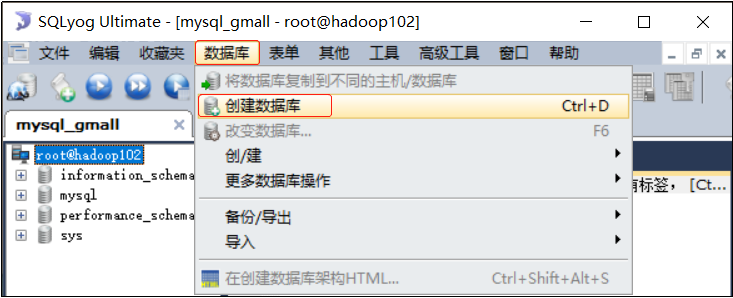 SQLyog Ultimate - [mysql_gmall - root@hadoop102]
文件 编辑 收藏夹 数据库 表单 其他 工具 高级工具 窗口 帮助
将数据库复制到不同的主机/数据库
创建数据库 Ctrl+D
改变数据库... F6
创/建
更多数据库操作
备份/导出
导入
在创建数据库架构HTML... Ctrl+Shift+Alt+S
mysql_gmall
root@hadoop102
information_schema
mysql
performance_schema
sys
有标签， [Ct...